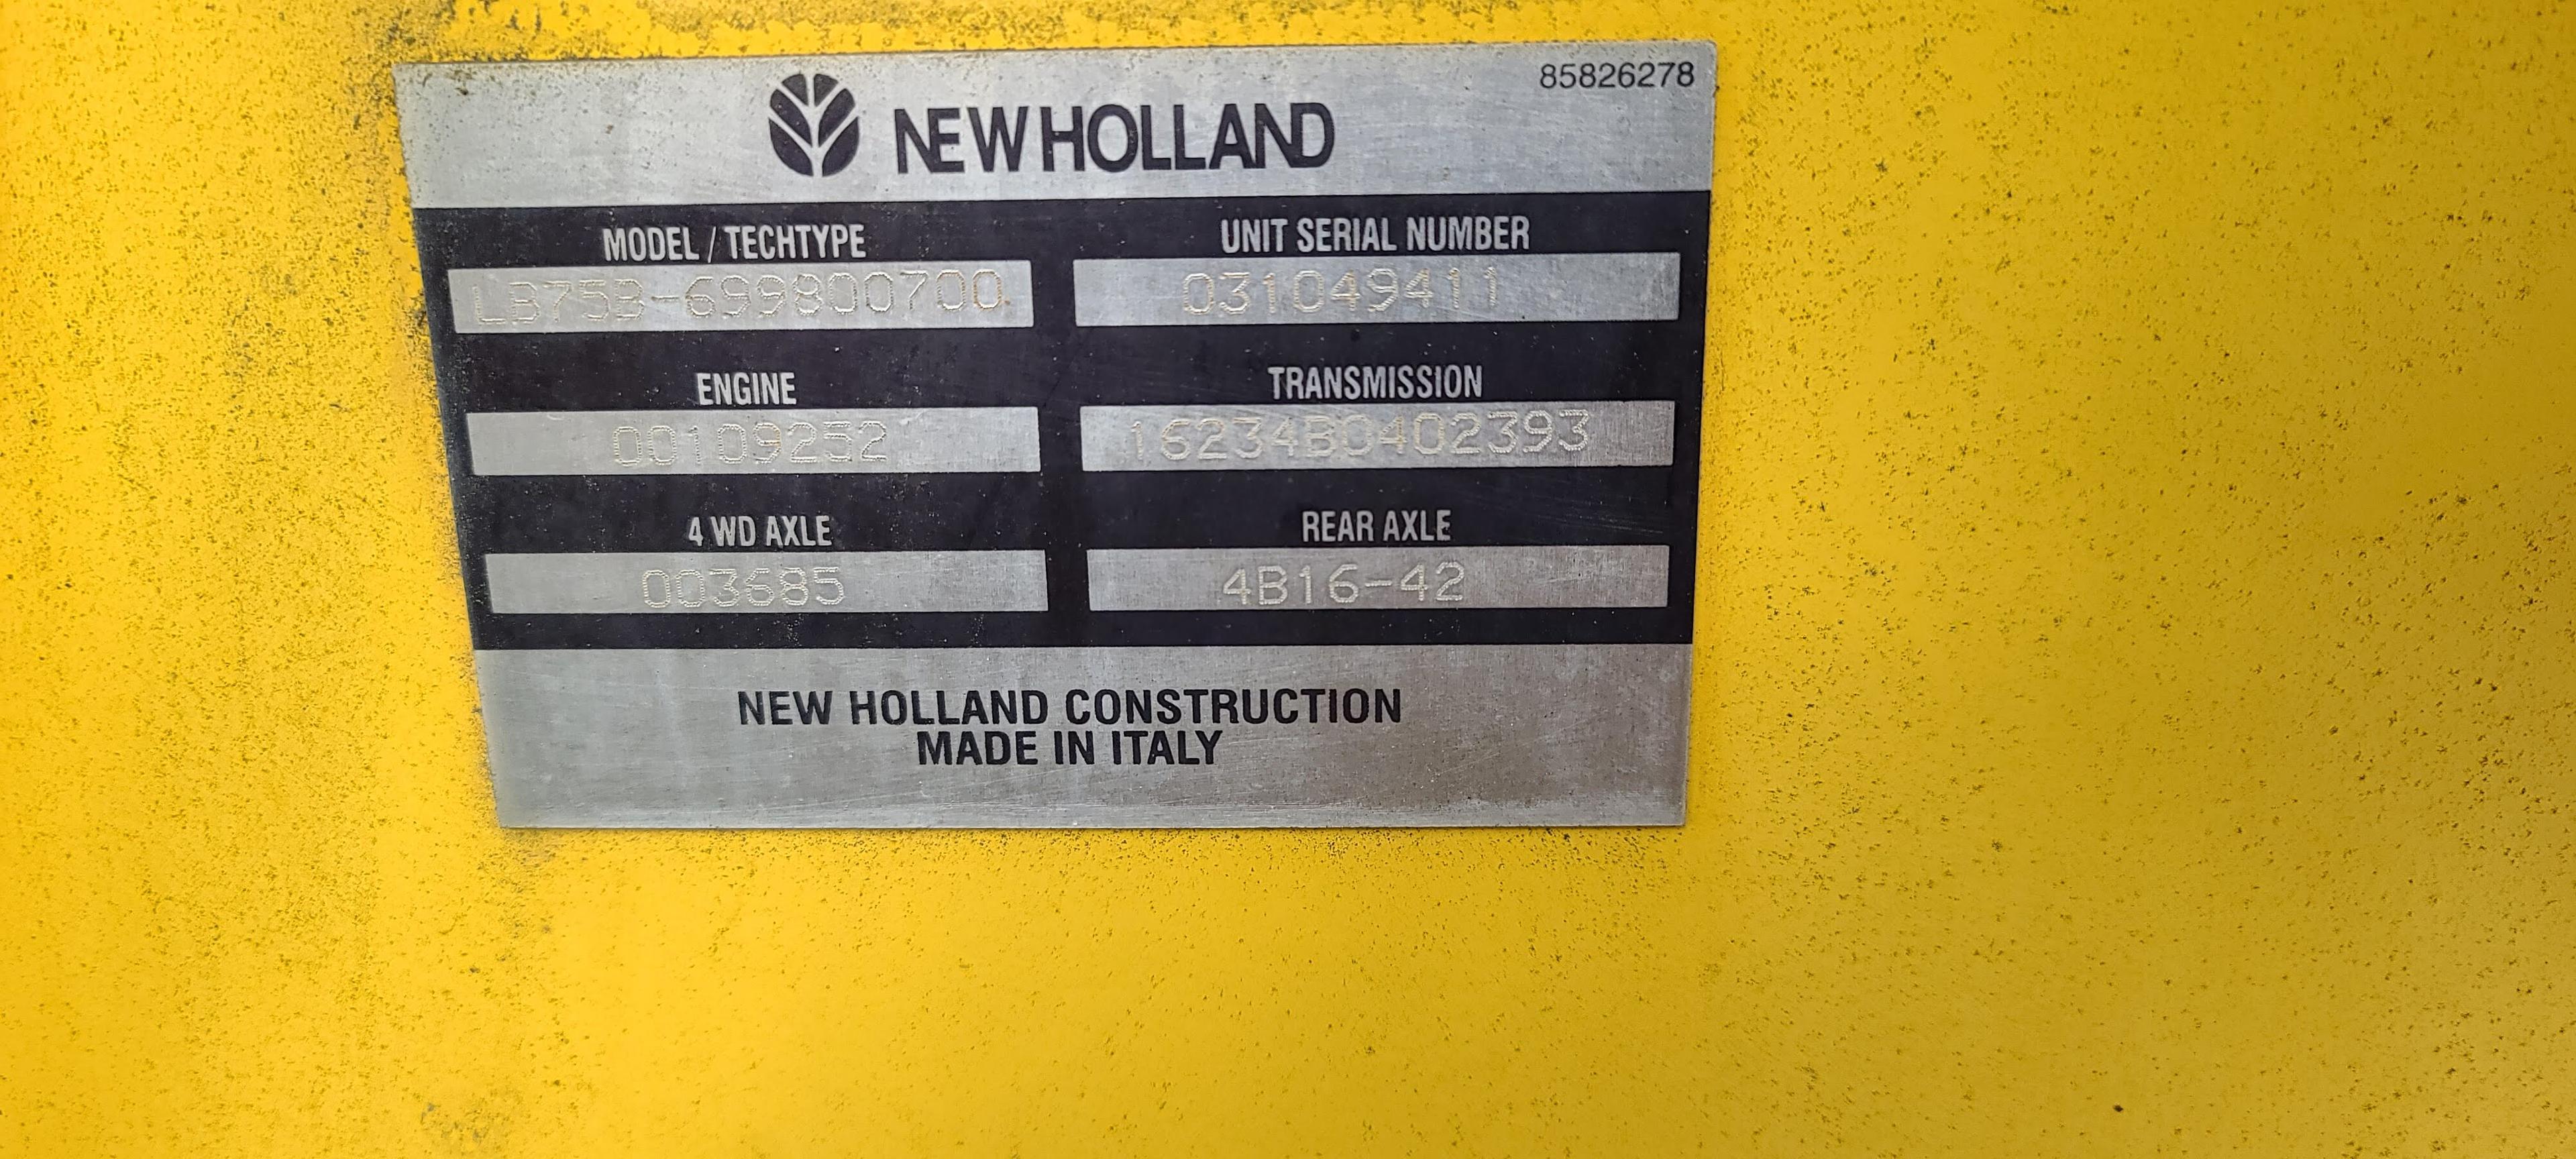 85826278
NEW HOLLAND
MODEL / TECHTYPE
LB75B-699800700
UNIT SERIAL NUMBER
031049411
ENGINE
00109252
TRANSMISSION
16234B0402393
4 WD AXLE
003685
REAR AXLE
4B16-42
NEW HOLLAND CONSTRUCTION
MADE IN ITALY